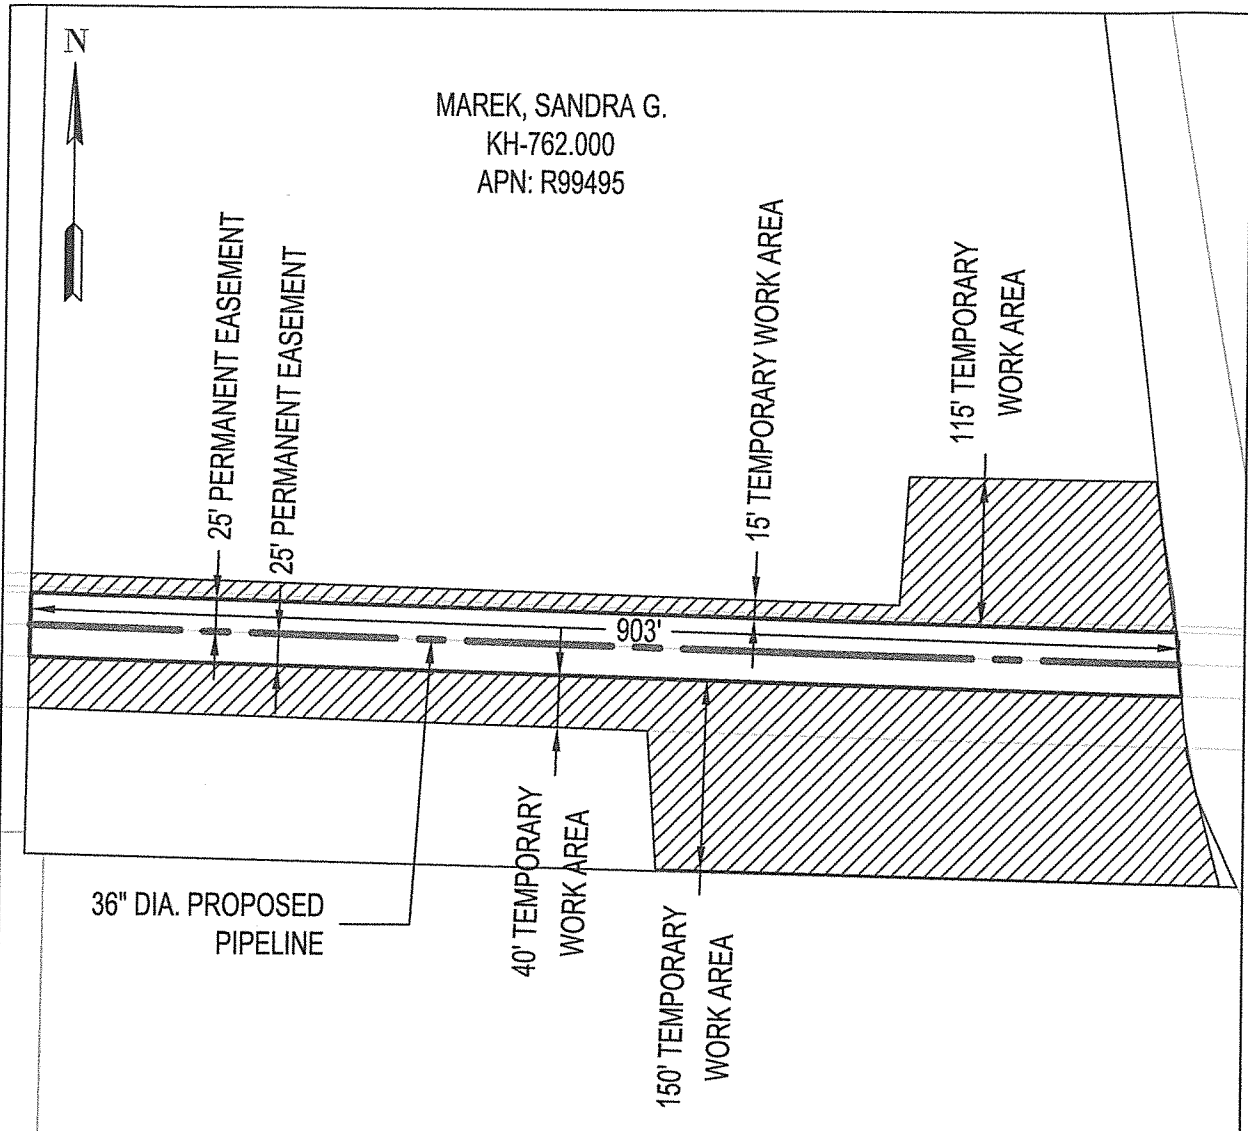 N
MAREK, SANDRA G.
KH-762.000
APN: R99495
25' PERMANENT EASEMENT
25' PERMANENT EASEMENT
15' TEMPORARY WORK AREA
115' TEMPORARY
WORK AREA
903'
36" DIA. PROPOSED
PIPELINE
40' TEMPORARY
WORK AREA
150' TEMPORARY
WORK AREA